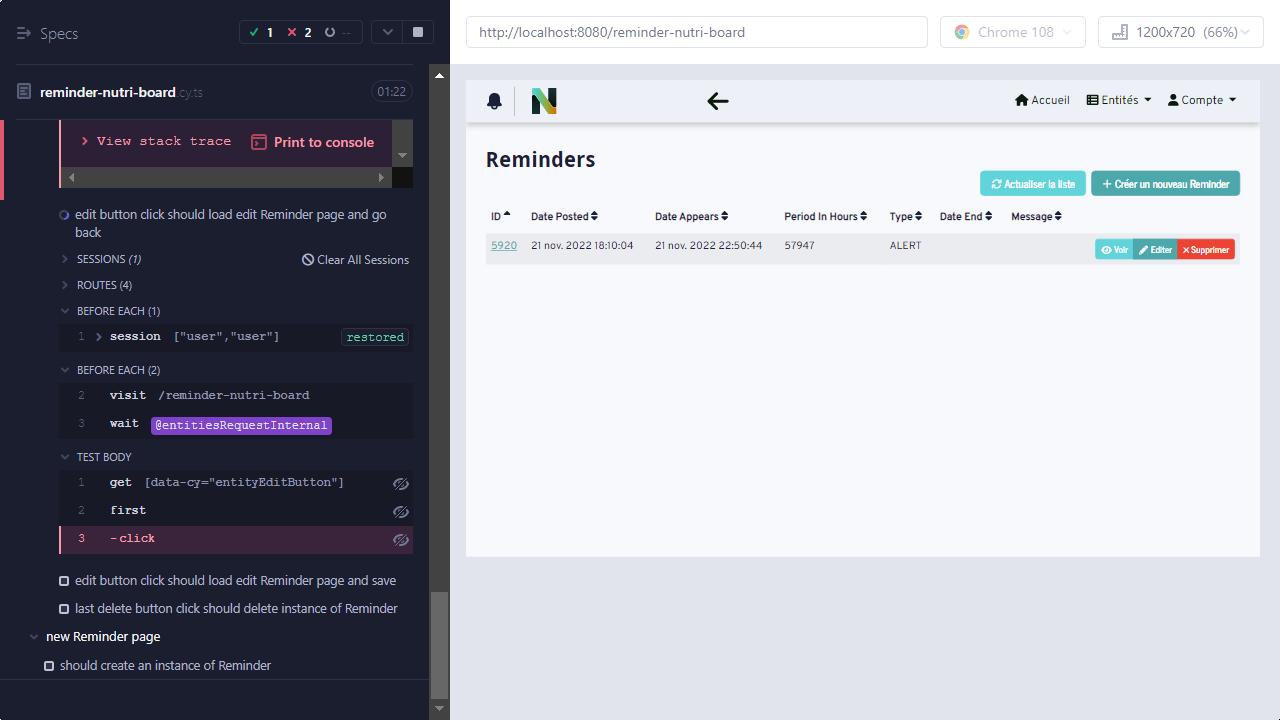 Specs
1
2
--
reminder-nutri-board.cy.ts
01:22
View stack trace
Print to console
edit button click should load edit Reminder page and go
back
SESSIONS (1)
Clear All Sessions
ROUTES (4)
BEFORE EACH (1)
1 session ["user","user"] restored
BEFORE EACH (2)
2 visit /reminder-nutri-board
3 wait @entitiesRequestInternal
TEST BODY
1 get [data-cy="entityEditButton"]
2 first
3 -click
edit button click should load edit Reminder page and save
last delete button click should delete instance of Reminder
new Reminder page
should create an instance of Reminder
http://localhost:8080/reminder-nutri-board
Chrome 108
1200x720 (66%)
N
Accueil Entités Compte
Reminders
Actualiser la liste
Créer un nouveau Reminder
ID Date Posted Date Appears Period In Hours Type Date End Message
5920 21 nov. 2022 18:10:04 21 nov. 2022 22:50:44 57947 ALERT Voir Editer Supprimer